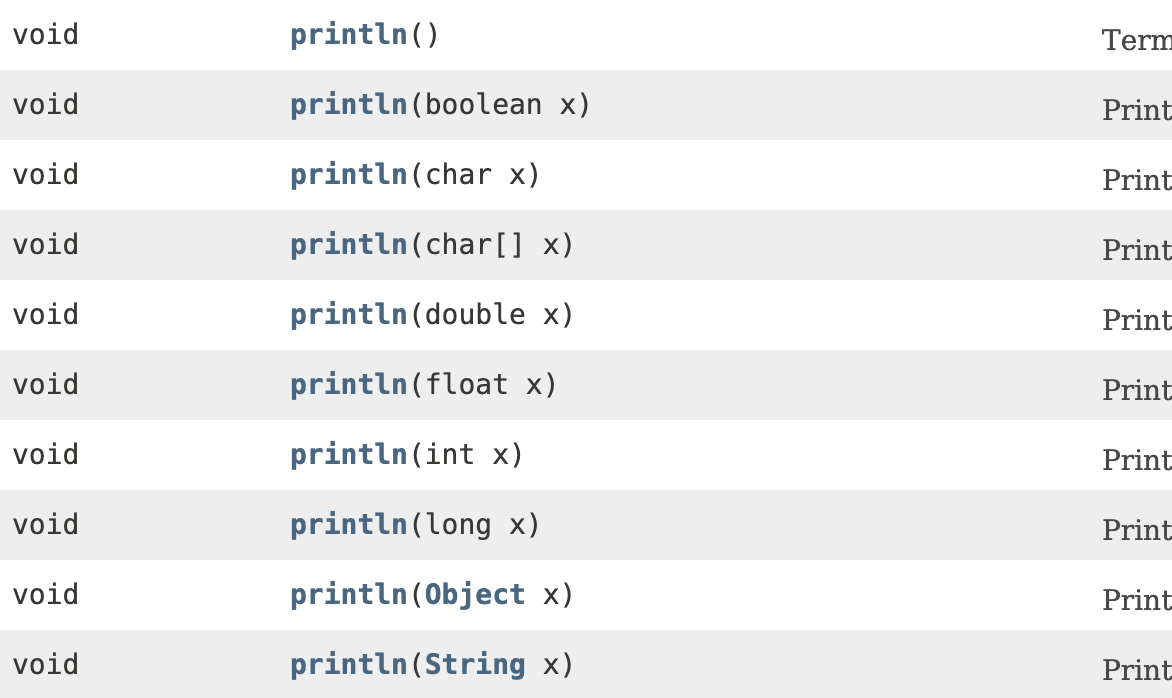 void println() Term
void println(boolean x) Print
void println(char x) Print
void println(char[] x) Print
void println(double x) Print
void println(float x) Print
void println(int x) Print
void println(long x) Print
void println(Object x) Print
void println(String x) Print